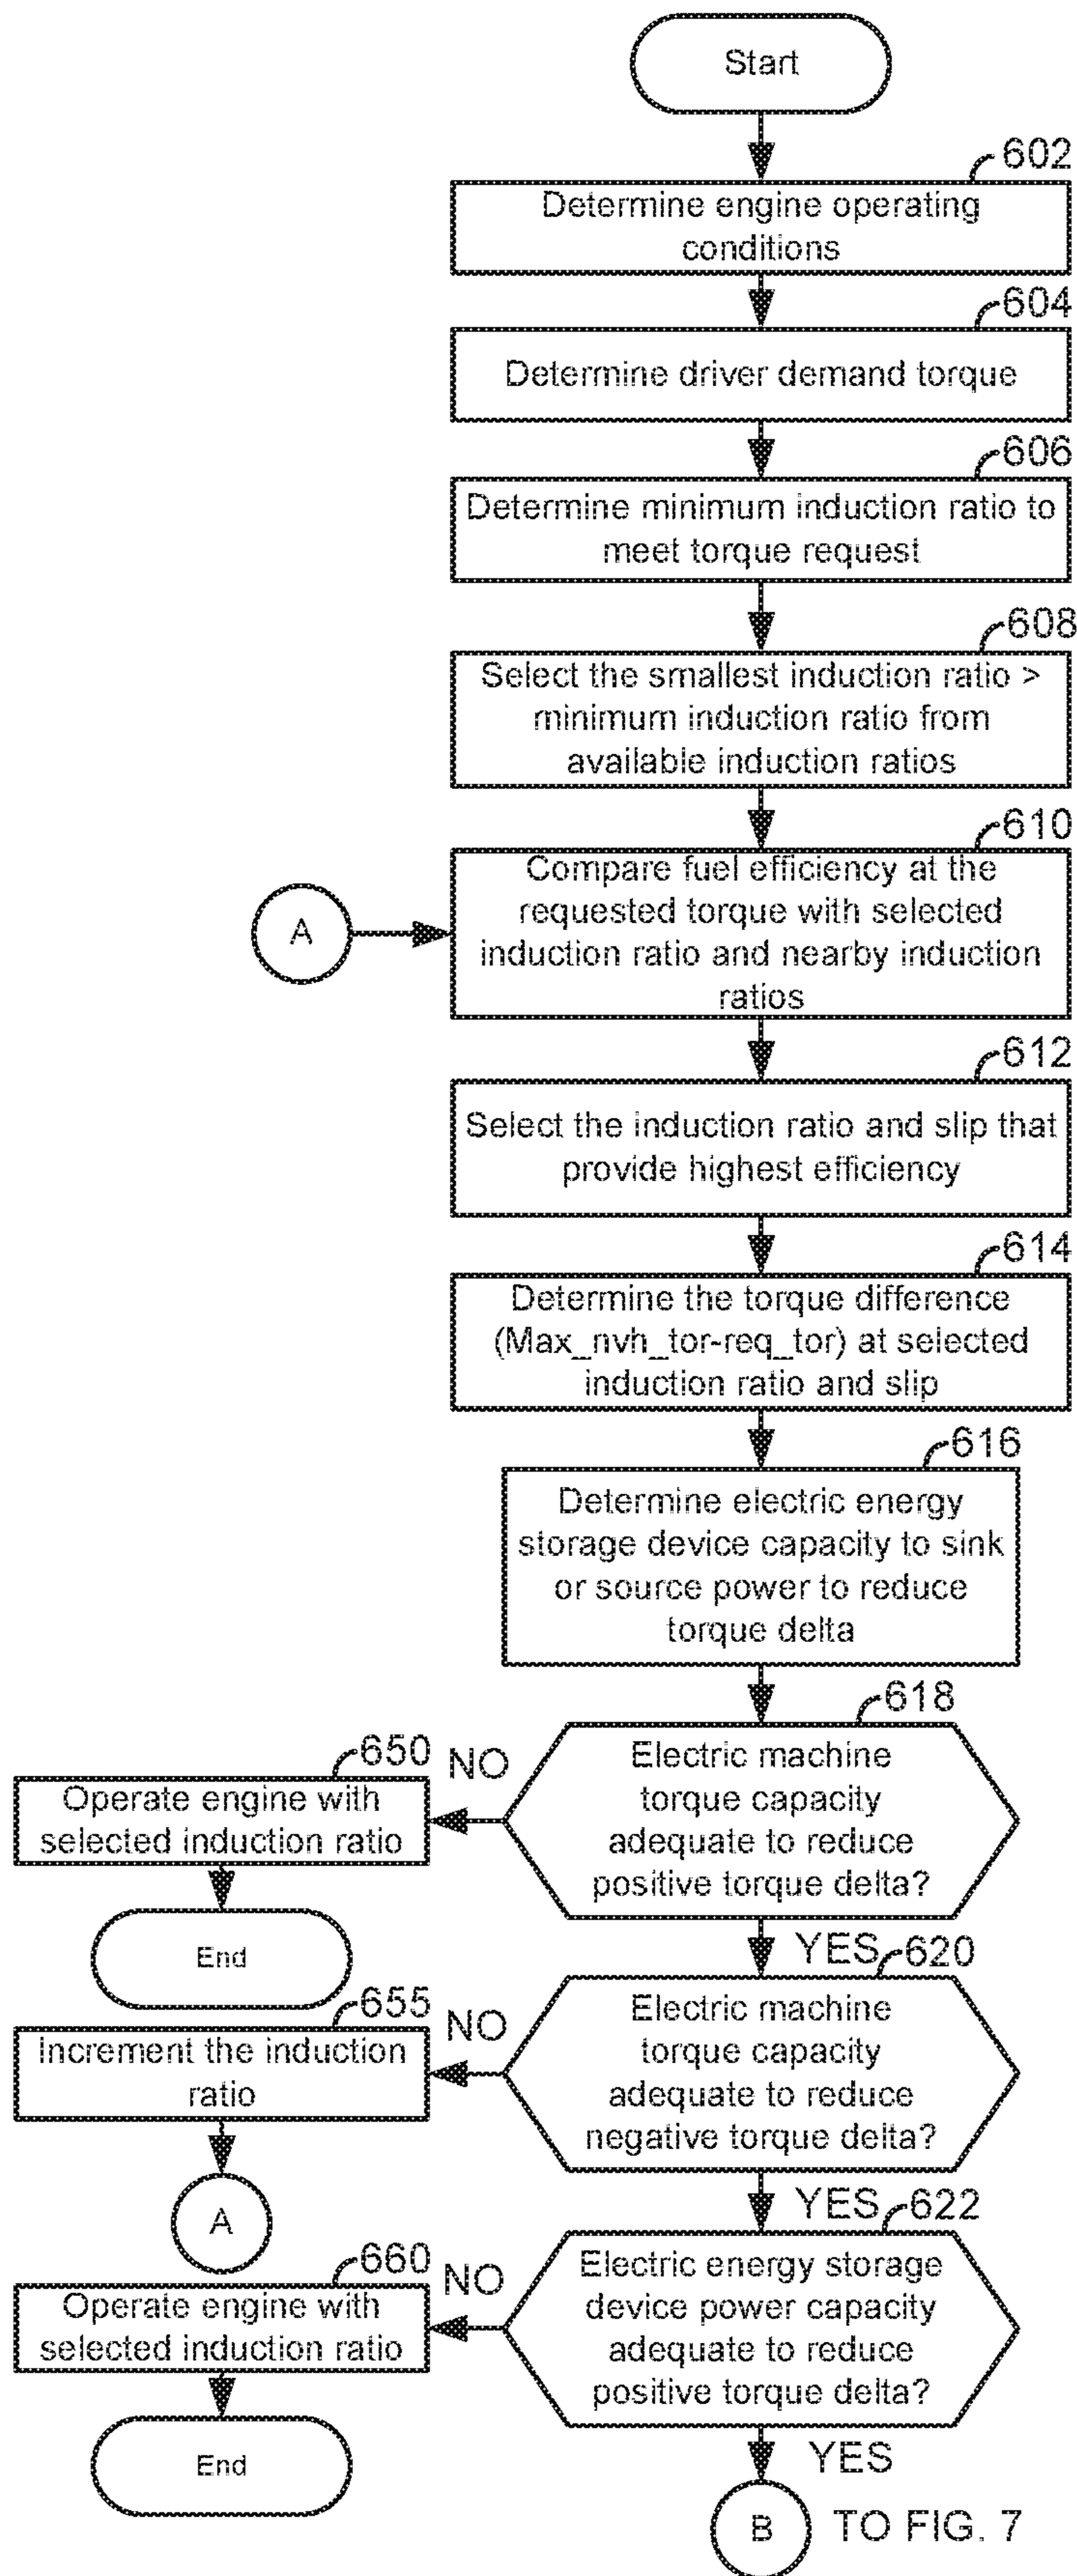 Start
602
Determine engine operating
conditions
604
Determine driver demand torque
606
Determine minimum induction ratio to
meet torque request
608
Select the smallest induction ratio >
minimum induction ratio from
available induction ratios
610
Compare fuel efficiency at the
requested torque with selected
induction ratio and nearby induction
ratios
A
612
Select the induction ratio and slip that
provide highest efficiency
614
Determine the torque difference
(Max_nvh_tor-req_tor) at selected
induction ratio and slip
616
Determine electric energy
storage device capacity to sink
or source power to reduce
torque delta
618
Electric machine
torque capacity
adequate to reduce
positive torque delta?
NO
650
Operate engine with
selected induction ratio
End
YES
620
Electric machine
torque capacity
adequate to reduce
negative torque delta?
NO
655
Increment the induction
ratio
A
YES
622
Electric energy storage
device power capacity
adequate to reduce
positive torque delta?
NO
660
Operate engine with
selected induction ratio
End
YES
B
TO FIG. 7